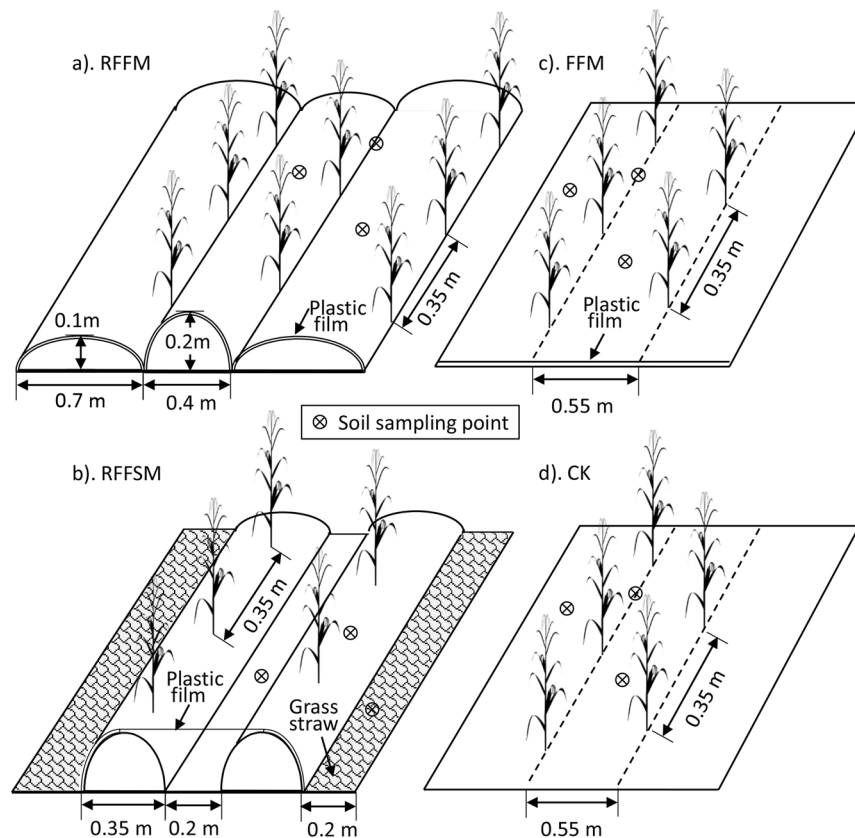 a). RFFM
Plastic
film
0.1m
0.2m
0.35 m
0.7 m
0.4 m
c). FFM
Plastic
film
0.35 m
0.55 m
Soil sampling point
b). RFFSM
0.35 m
Plastic
film
Grass
straw
0.35 m
0.2 m
0.2 m
d). CK
0.35 m
0.55 m